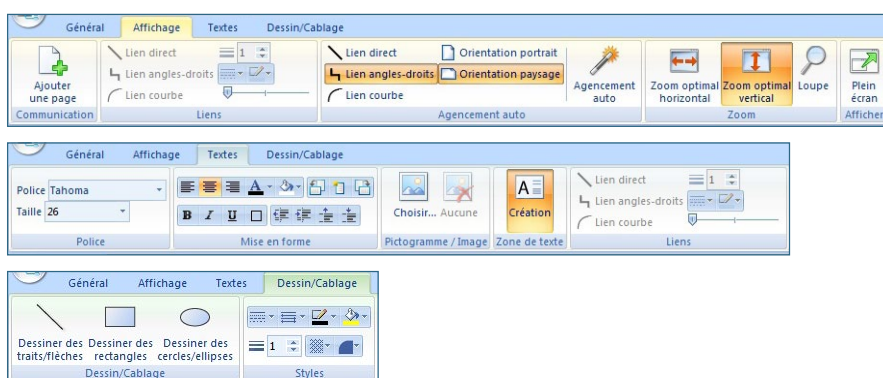 Général Affichage Textes Dessin/Cablage
Ajouter
une page
Communication
Lien direct 1
Lien angles-droits
Lien courbe
Liens
Lien direct Orientation portrait
Lien angles-droits Orientation paysage
Lien courbe
Agencement
auto
Agencement auto
Zoom optimal
horizontal
Zoom optimal
vertical
Loupe
Zoom
Plein
écran
Afficher
Général Affichage Textes Dessin/Cablage
Police Tahoma
Taille 26
Police
A
B I U
Mise en forme
Choisir... Aucune
Pictogramme / Image
A
Création
Zone de texte
Lien direct 1
Lien angles-droits
Lien courbe
Liens
Général Affichage Textes Dessin/Cablage
Dessiner des
traits/flèches
Dessiner des
rectangles
Dessiner des
cercles/ellipses
Dessin/Cablage
1
Styles